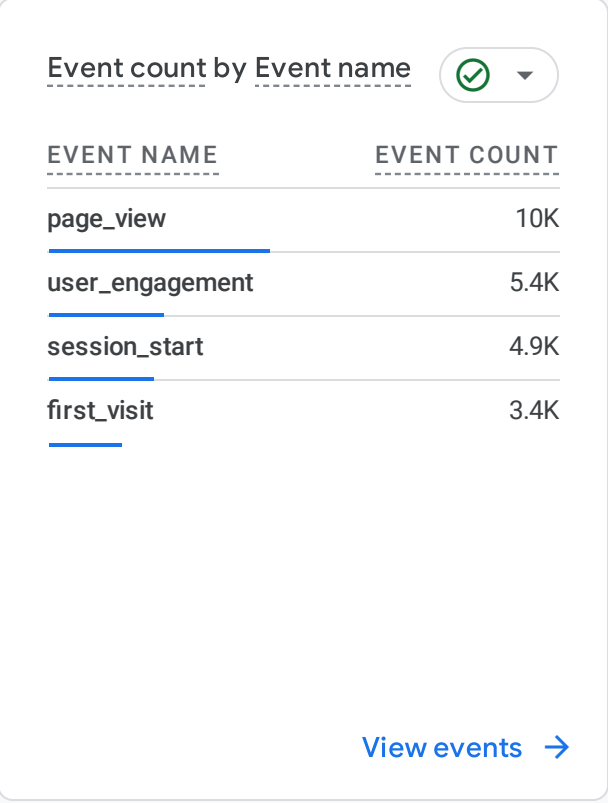 Event count by Event name
EVENT NAME EVENT COUNT
page_view 10K
user_engagement 5.4K
session_start 4.9K
first_visit 3.4K
View events